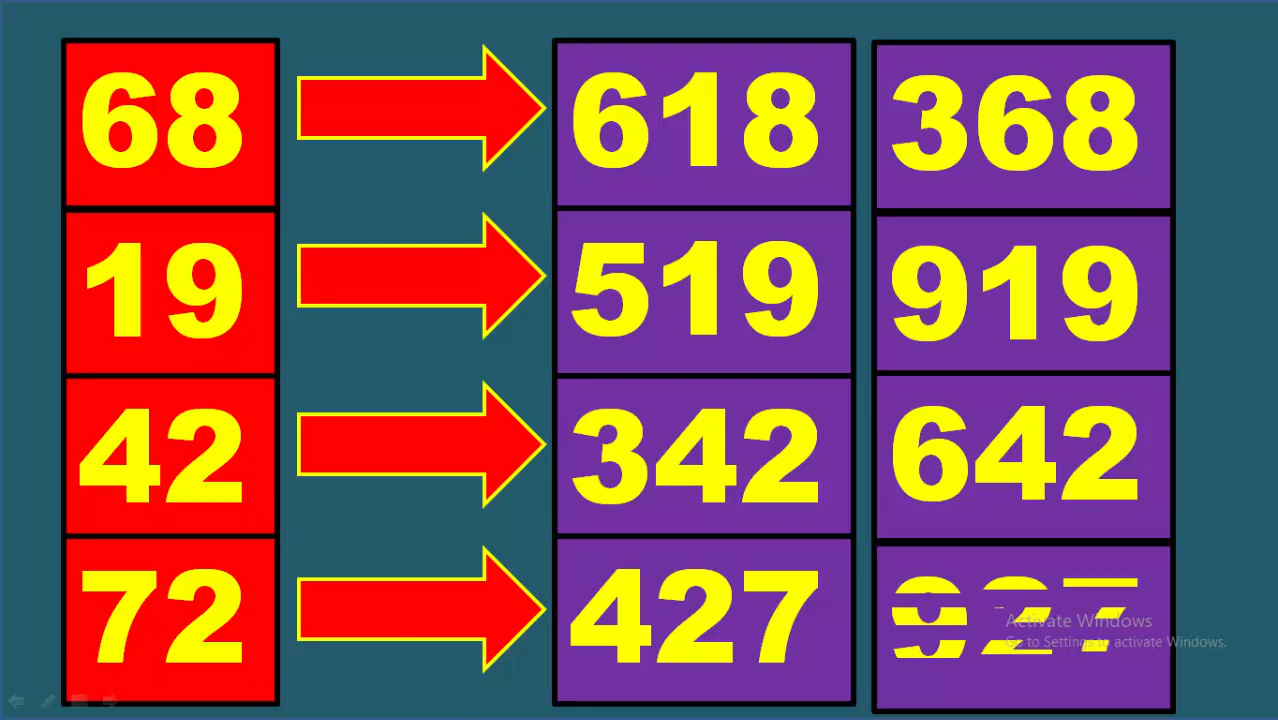 68 618 368
19 519 919
42 342 642
72 427 927
Activate Windows
Go to Settings to activate Windows.